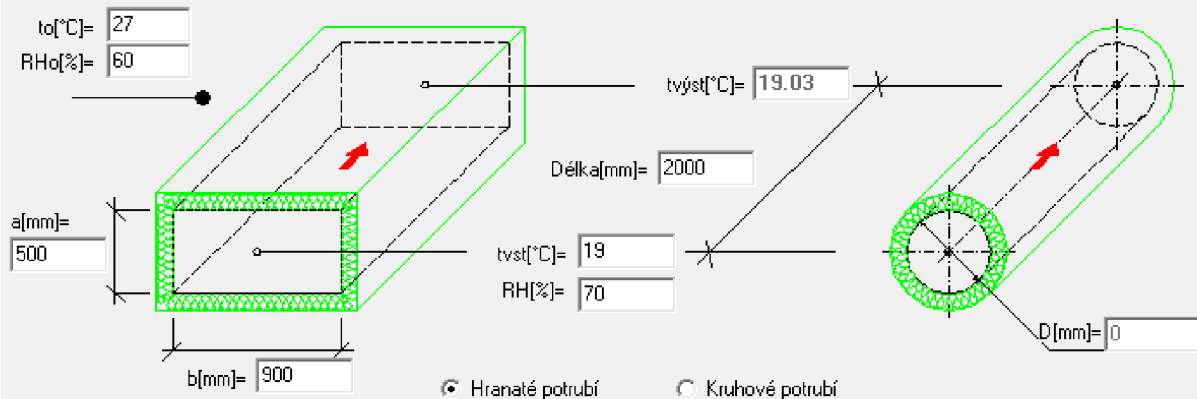 to[°C]= 27
RHo[%]= 60
tvýst[°C]= 19.03
Délka[mm]= 2000
a[mm]=
500
tvst[°C]= 19
RH[%]= 70
D[mm]= 0
b[mm]= 900
Hranaté potrubí
Kruhové potrubí